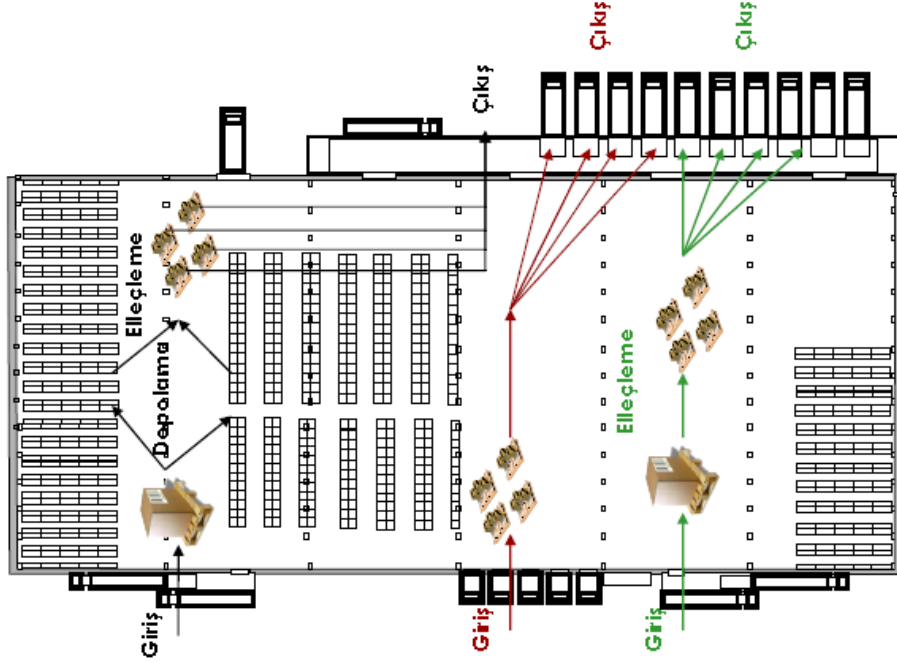 Çıkış
Çıkış
Çıkış
Elleçleme
Depolama
Elleçleme
Giriş
Giriş
Giriş